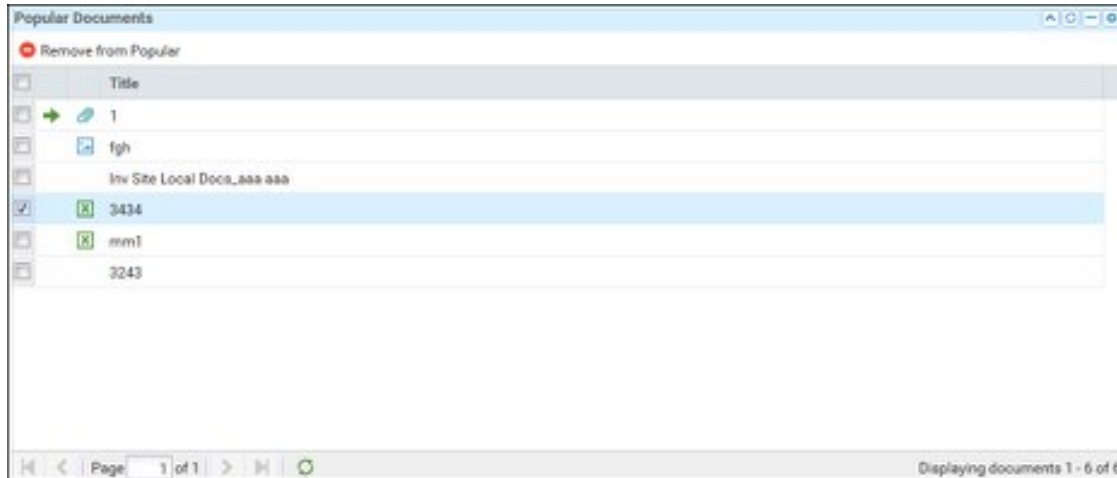 Popular Documents
Remove from Popular
Title
1
fgh
Inv Site Local Docs_aaa aaa
3434
mm1
3243
Page 1 of 1
Displaying documents 1 - 6 of 6